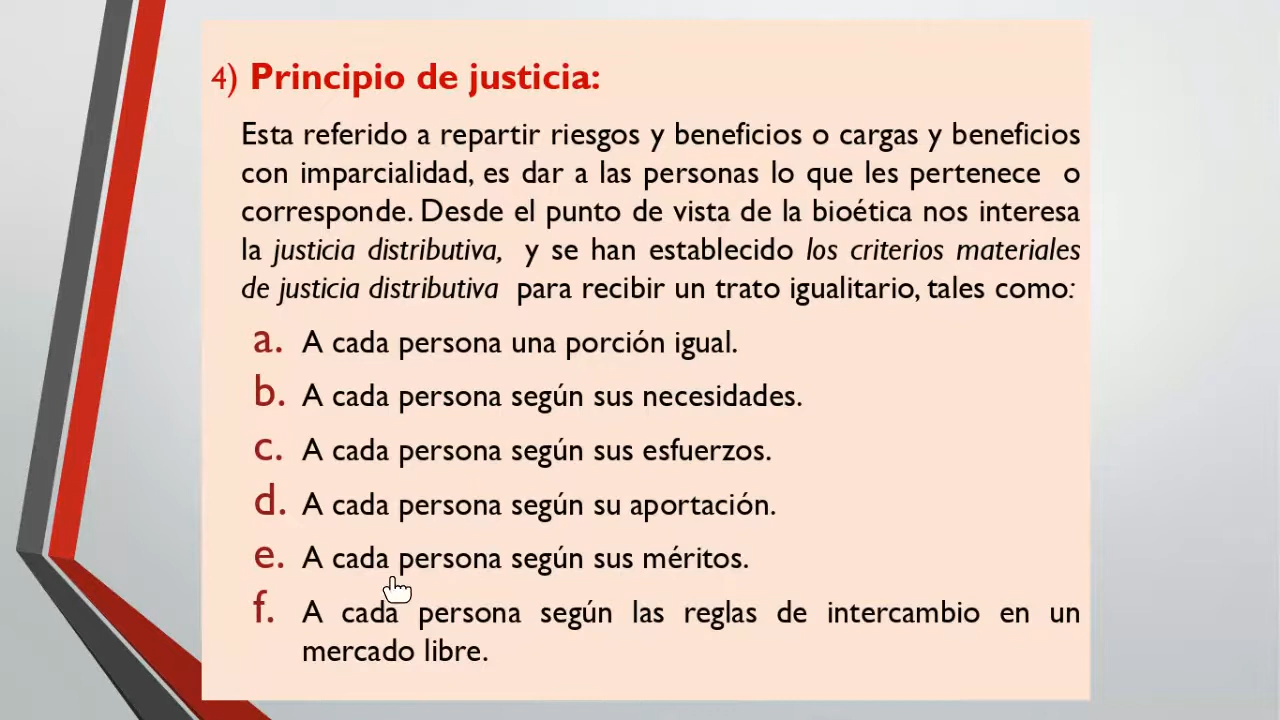 4) Principio de justicia:
Esta referido a repartir riesgos y beneficios o cargas y beneficios
con imparcialidad, es dar a las personas lo que les pertenece o
corresponde. Desde el punto de vista de la bioética nos interesa
la justicia distributiva, y se han establecido los criterios materiales
de justicia distributiva para recibir un trato igualitario, tales como:
a. A cada persona una porción igual.
b. A cada persona según sus necesidades.
c. A cada persona según sus esfuerzos.
d. A cada persona según su aportación.
e. A cada persona según sus méritos.
f. A cada persona según las reglas de intercambio en un
mercado libre.